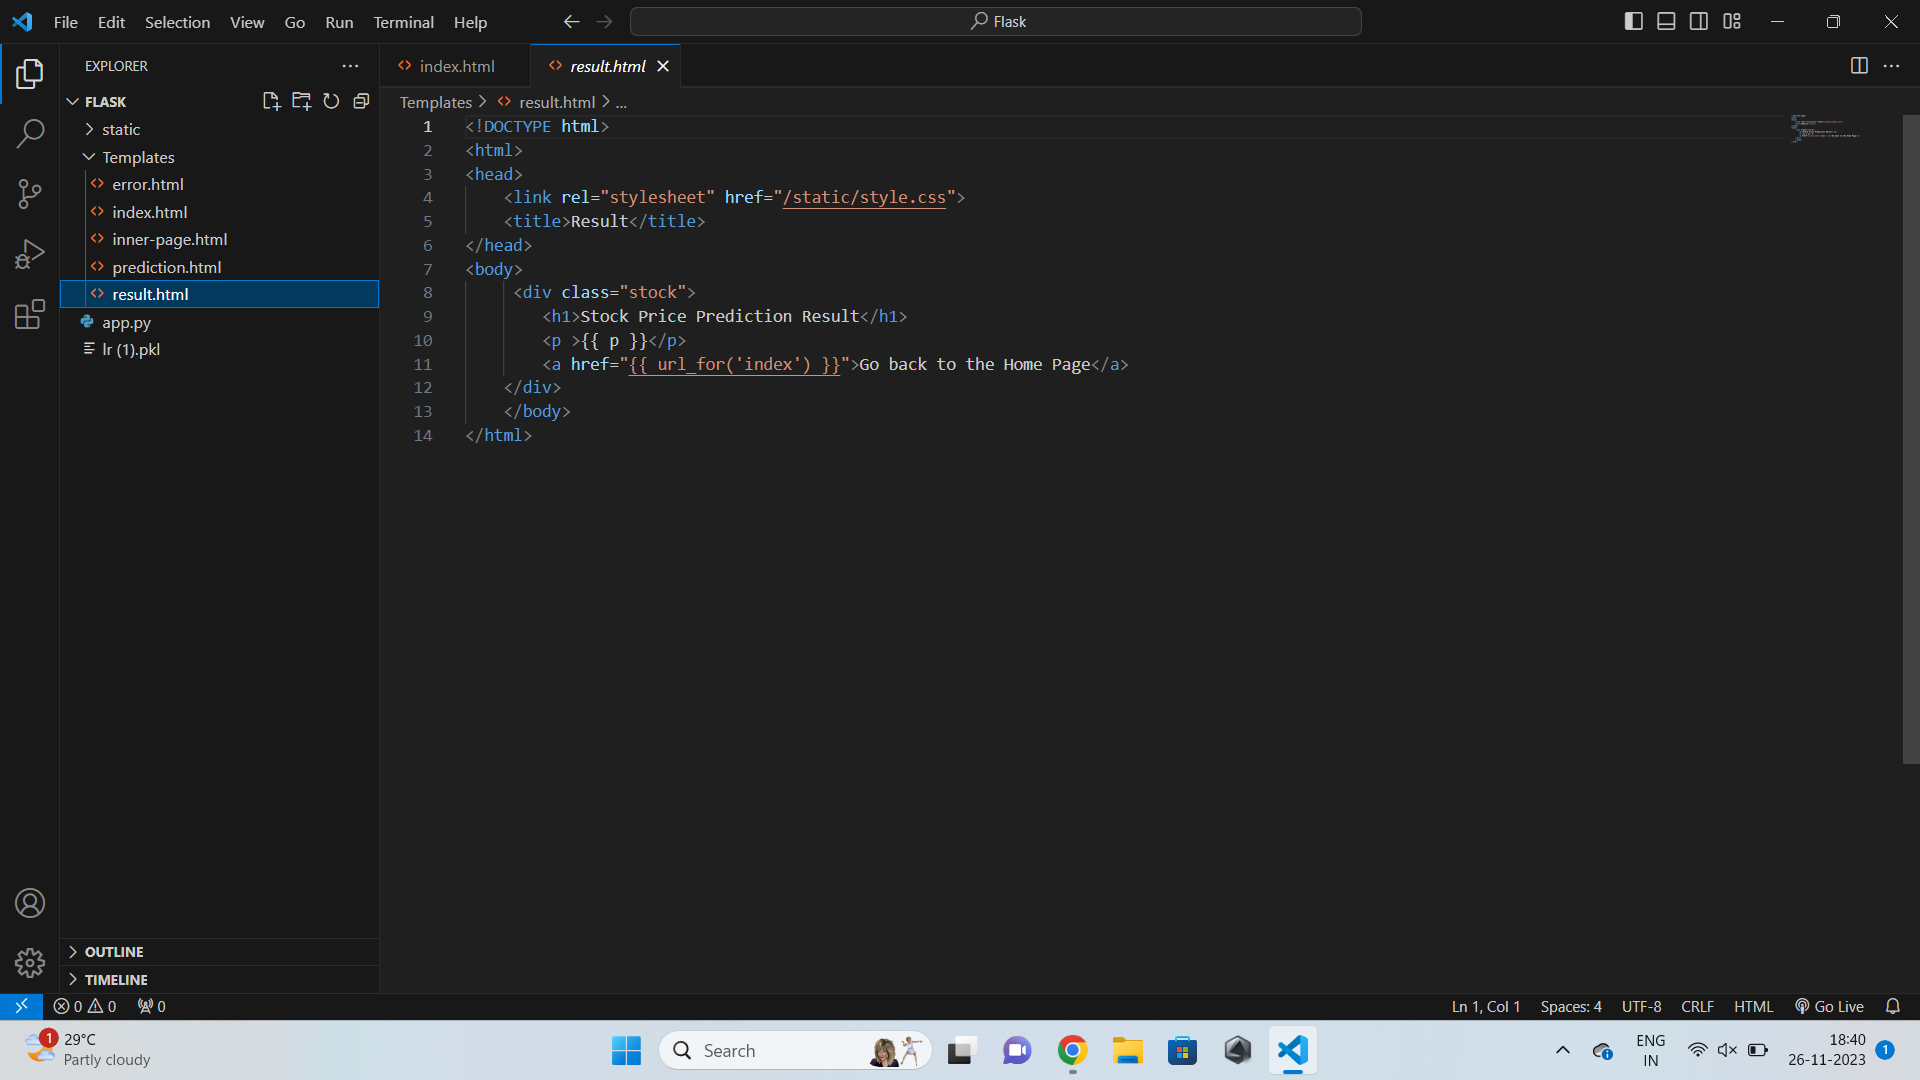 File Edit Selection View Go Run Terminal Help
Flask
EXPLORER
index.html
result.html
FLASK
Templates > result.html > ...
static
Templates
error.html
index.html
inner-page.html
prediction.html
result.html
app.py
lr (1).pkl
1 <!DOCTYPE html>
2 <html>
3 <head>
4 <link rel="stylesheet" href="/static/style.css">
5 <title>Result</title>
6 </head>
7 <body>
8 <div class="stock">
9 <h1>Stock Price Prediction Result</h1>
10 <p >{{ p }}</p>
11 <a href="{{ url_for('index') }}">Go back to the Home Page</a>
12 </div>
13 </body>
14 </html>
OUTLINE
TIMELINE
0 0 0
Ln 1, Col 1 Spaces: 4 UTF-8 CRLF HTML Go Live
1
29°C
Partly cloudy
Search
ENG
IN
18:40
26-11-2023
1